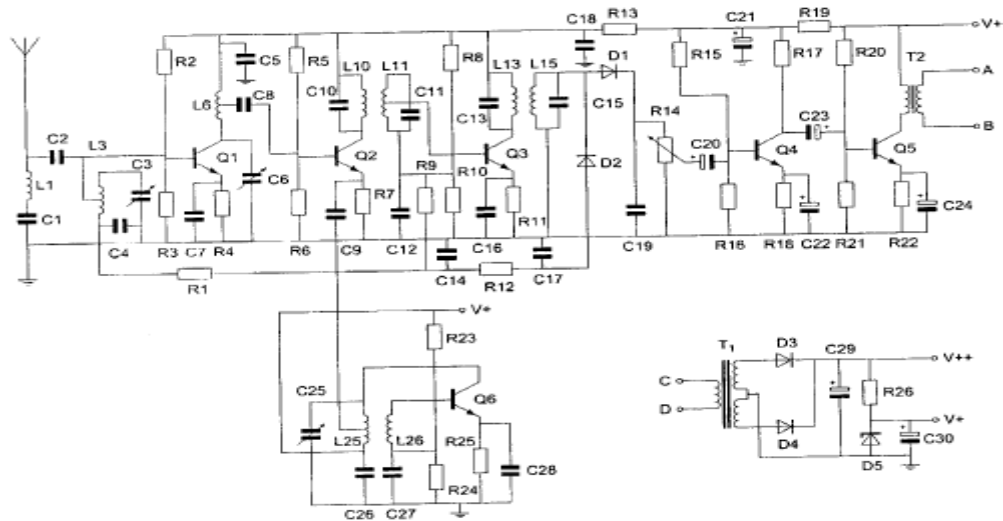 C18 R13 C21 R19 V+
R2 C5 R5 L10 L11 R8 L13 L15 D1 R15 R17 R20 T2
C8 L6 C10 C11 C13 C15 A
C2 L3 C3 Q1 Q2 R9 Q3 D2 R14 C20 Q4 C23 Q5 B
L1 C6 R7 R10 R11 C24
C1 C4 R3 C7 R4 R6 C9 C12 C14 C16 C17 C19 R16 R18 C22 R21 R22
R1 R12
V+
R23
T1 D3 C29 V++
C25 Q6 C R26
D V+
L25 L26 R25 D4 D5 C30
R24 C28
C26 C27